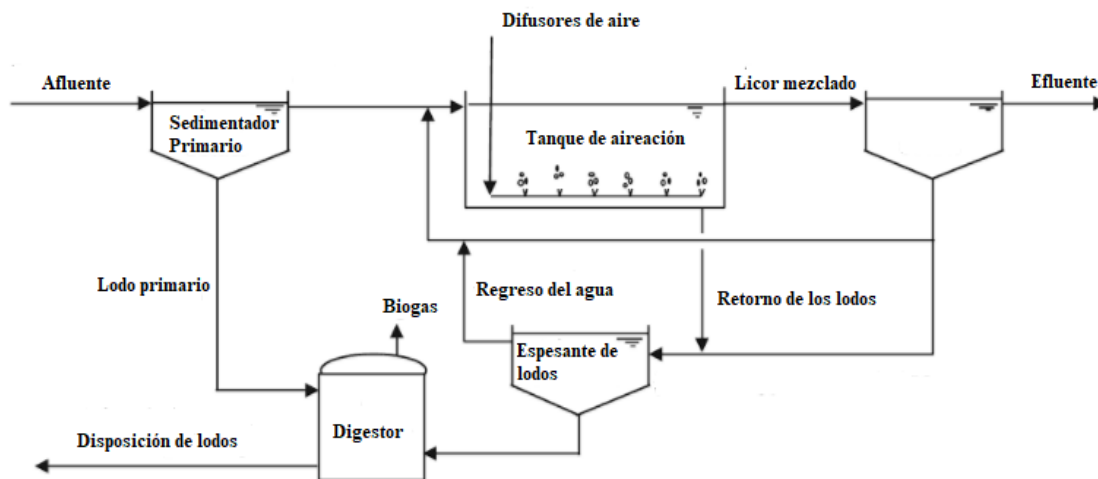 Difusores de aire
Afluente
Licor mezclado
Efluente
Sedimentador
Primario
Tanque de aireación
Lodo primario
Regreso del agua
Retorno de los lodos
Biogas
Espesante de
lodos
Digestor
Disposición de lodos